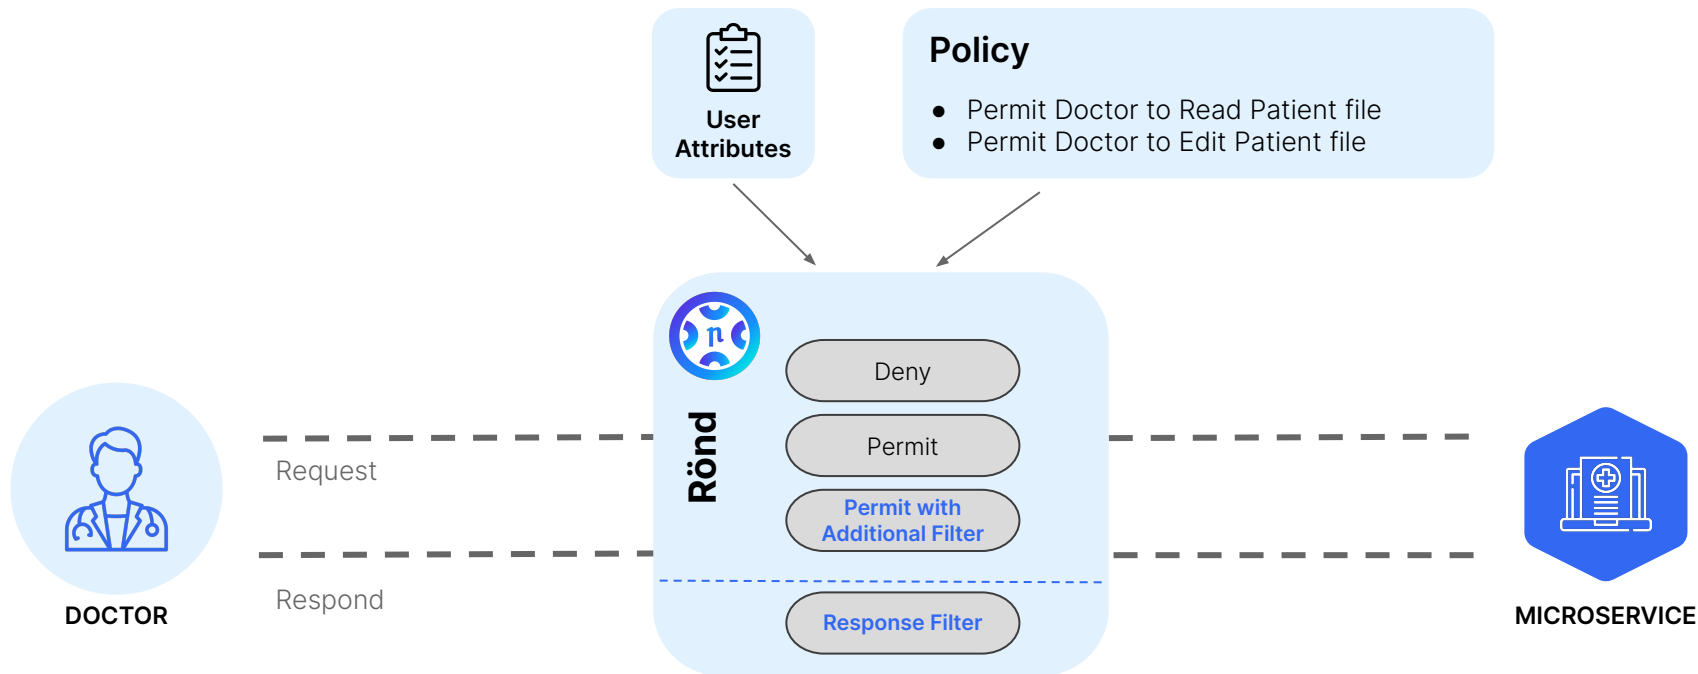 User
Attributes
Policy
● Permit Doctor to Read Patient file
● Permit Doctor to Edit Patient file
n
Rönd
Deny
Permit
Permit with
Additional Filter
Response Filter
Request
Respond
DOCTOR
MICROSERVICE